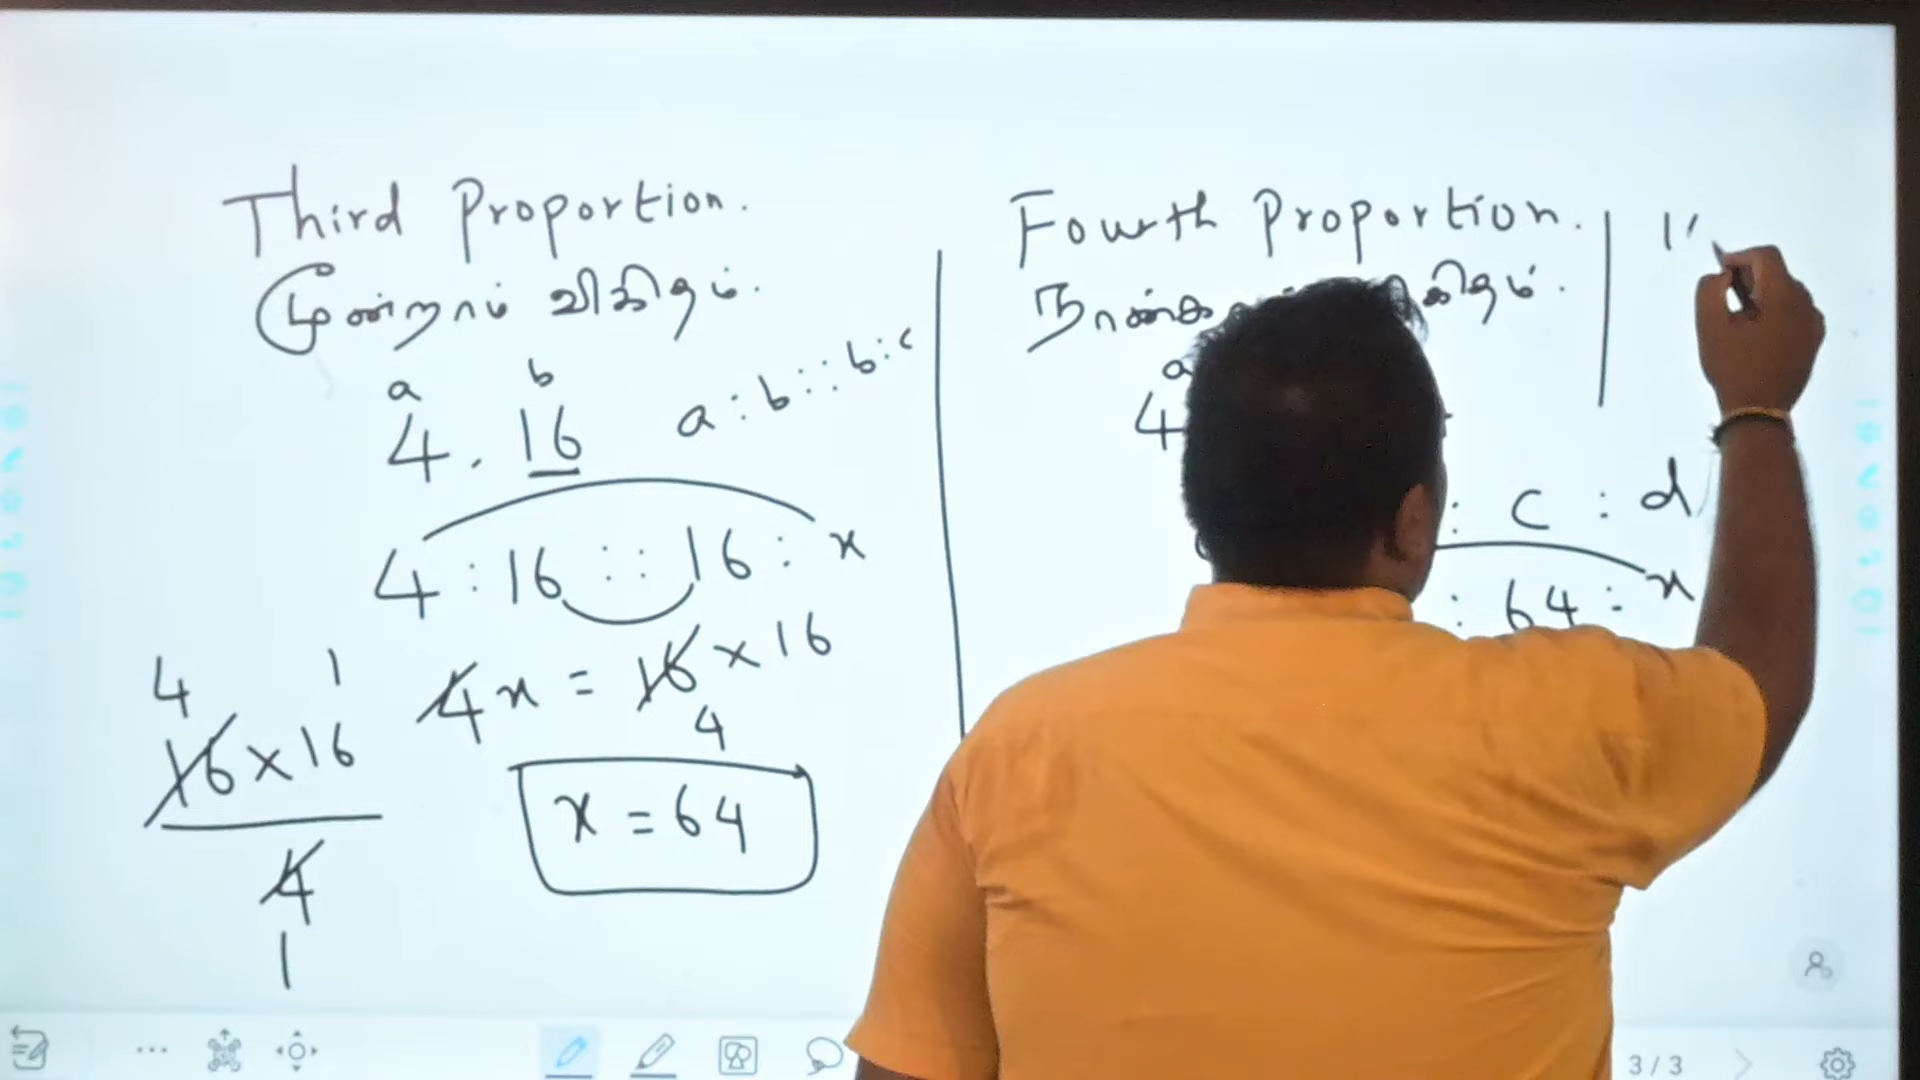 Third Proportion.
மூன்றாம் விகிதம்.
a b
4 . 16
a : b :: b : c
4 : 16 :: 16 : x
4x = 16 x 16
4
x = 64
4 1
16 x 16
4
1
Fourth Proportion.
a
4
: c : d
: 64 : x
3 / 3